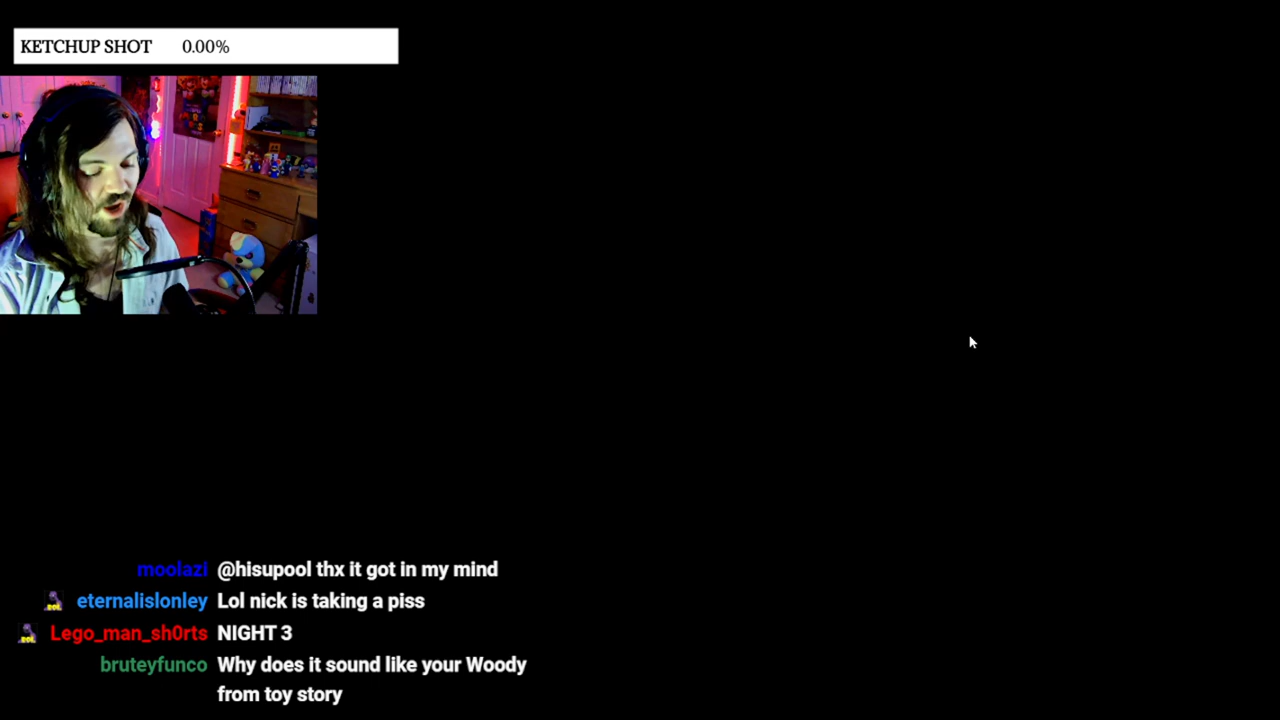 KETCHUP SHOT 0.00%
moolazi @hisupool thx it got in my mind
eternalislonley Lol nick is taking a piss
Lego_man_sh0rts NIGHT 3
bruteyfunco Why does it sound like your Woody
from toy story